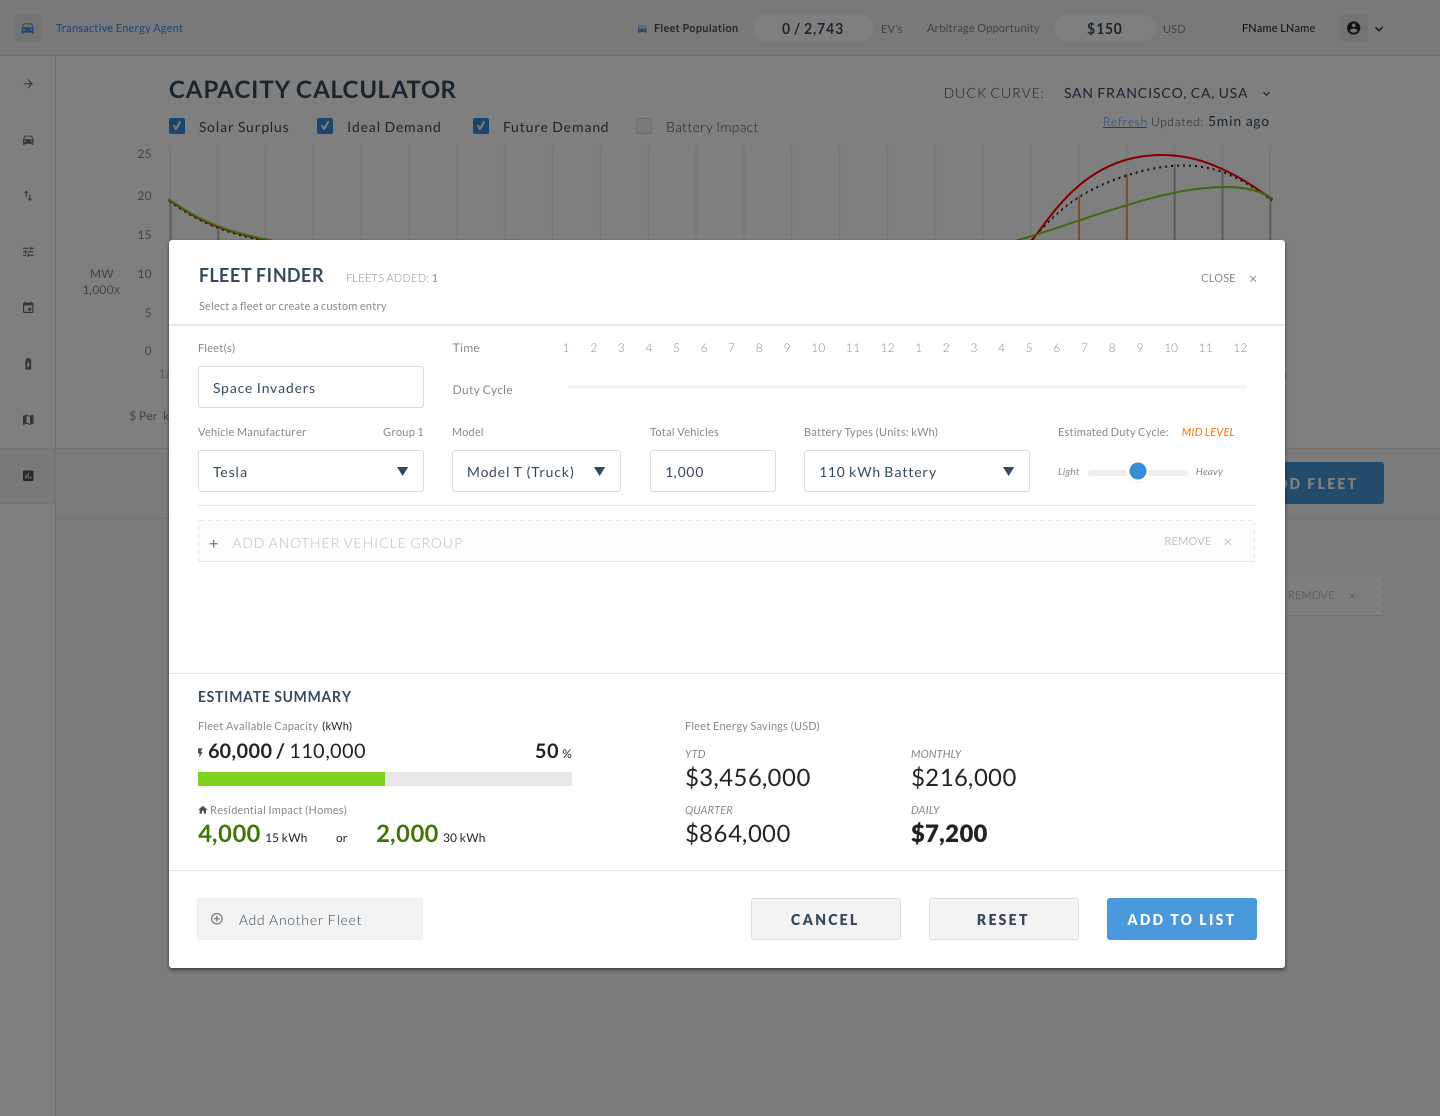 Transactive Energy Agent
Fleet Population 0 / 2,743 EV's Arbitrage Opportunity $150 USD FName LName
CAPACITY CALCULATOR
DUCK CURVE: SAN FRANCISCO, CA, USA
Solar Surplus Ideal Demand Future Demand Battery Impact
Refresh Updated: 5min ago
25
20
15
MW
1,000x
10
5
0
1a
$ Per k
FLEET FINDER FLEETS ADDED: 1
CLOSE ×
Select a fleet or create a custom entry
Fleet(s)
Time 1 2 3 4 5 6 7 8 9 10 11 12 1 2 3 4 5 6 7 8 9 10 11 12
Space Invaders
Duty Cycle
Vehicle Manufacturer Group 1 Model Total Vehicles Battery Types (Units: kWh) Estimated Duty Cycle: MID LEVEL
Tesla Model T (Truck) 1,000 110 kWh Battery Light Heavy
DD FLEET
+ ADD ANOTHER VEHICLE GROUP REMOVE ×
REMOVE ×
ESTIMATE SUMMARY
Fleet Available Capacity (kWh)
60,000 / 110,000 50 %
Residential Impact (Homes)
4,000 15 kWh or 2,000 30 kWh
Fleet Energy Savings (USD)
YTD MONTHLY
$3,456,000 $216,000
QUARTER DAILY
$864,000 $7,200
Add Another Fleet CANCEL RESET ADD TO LIST